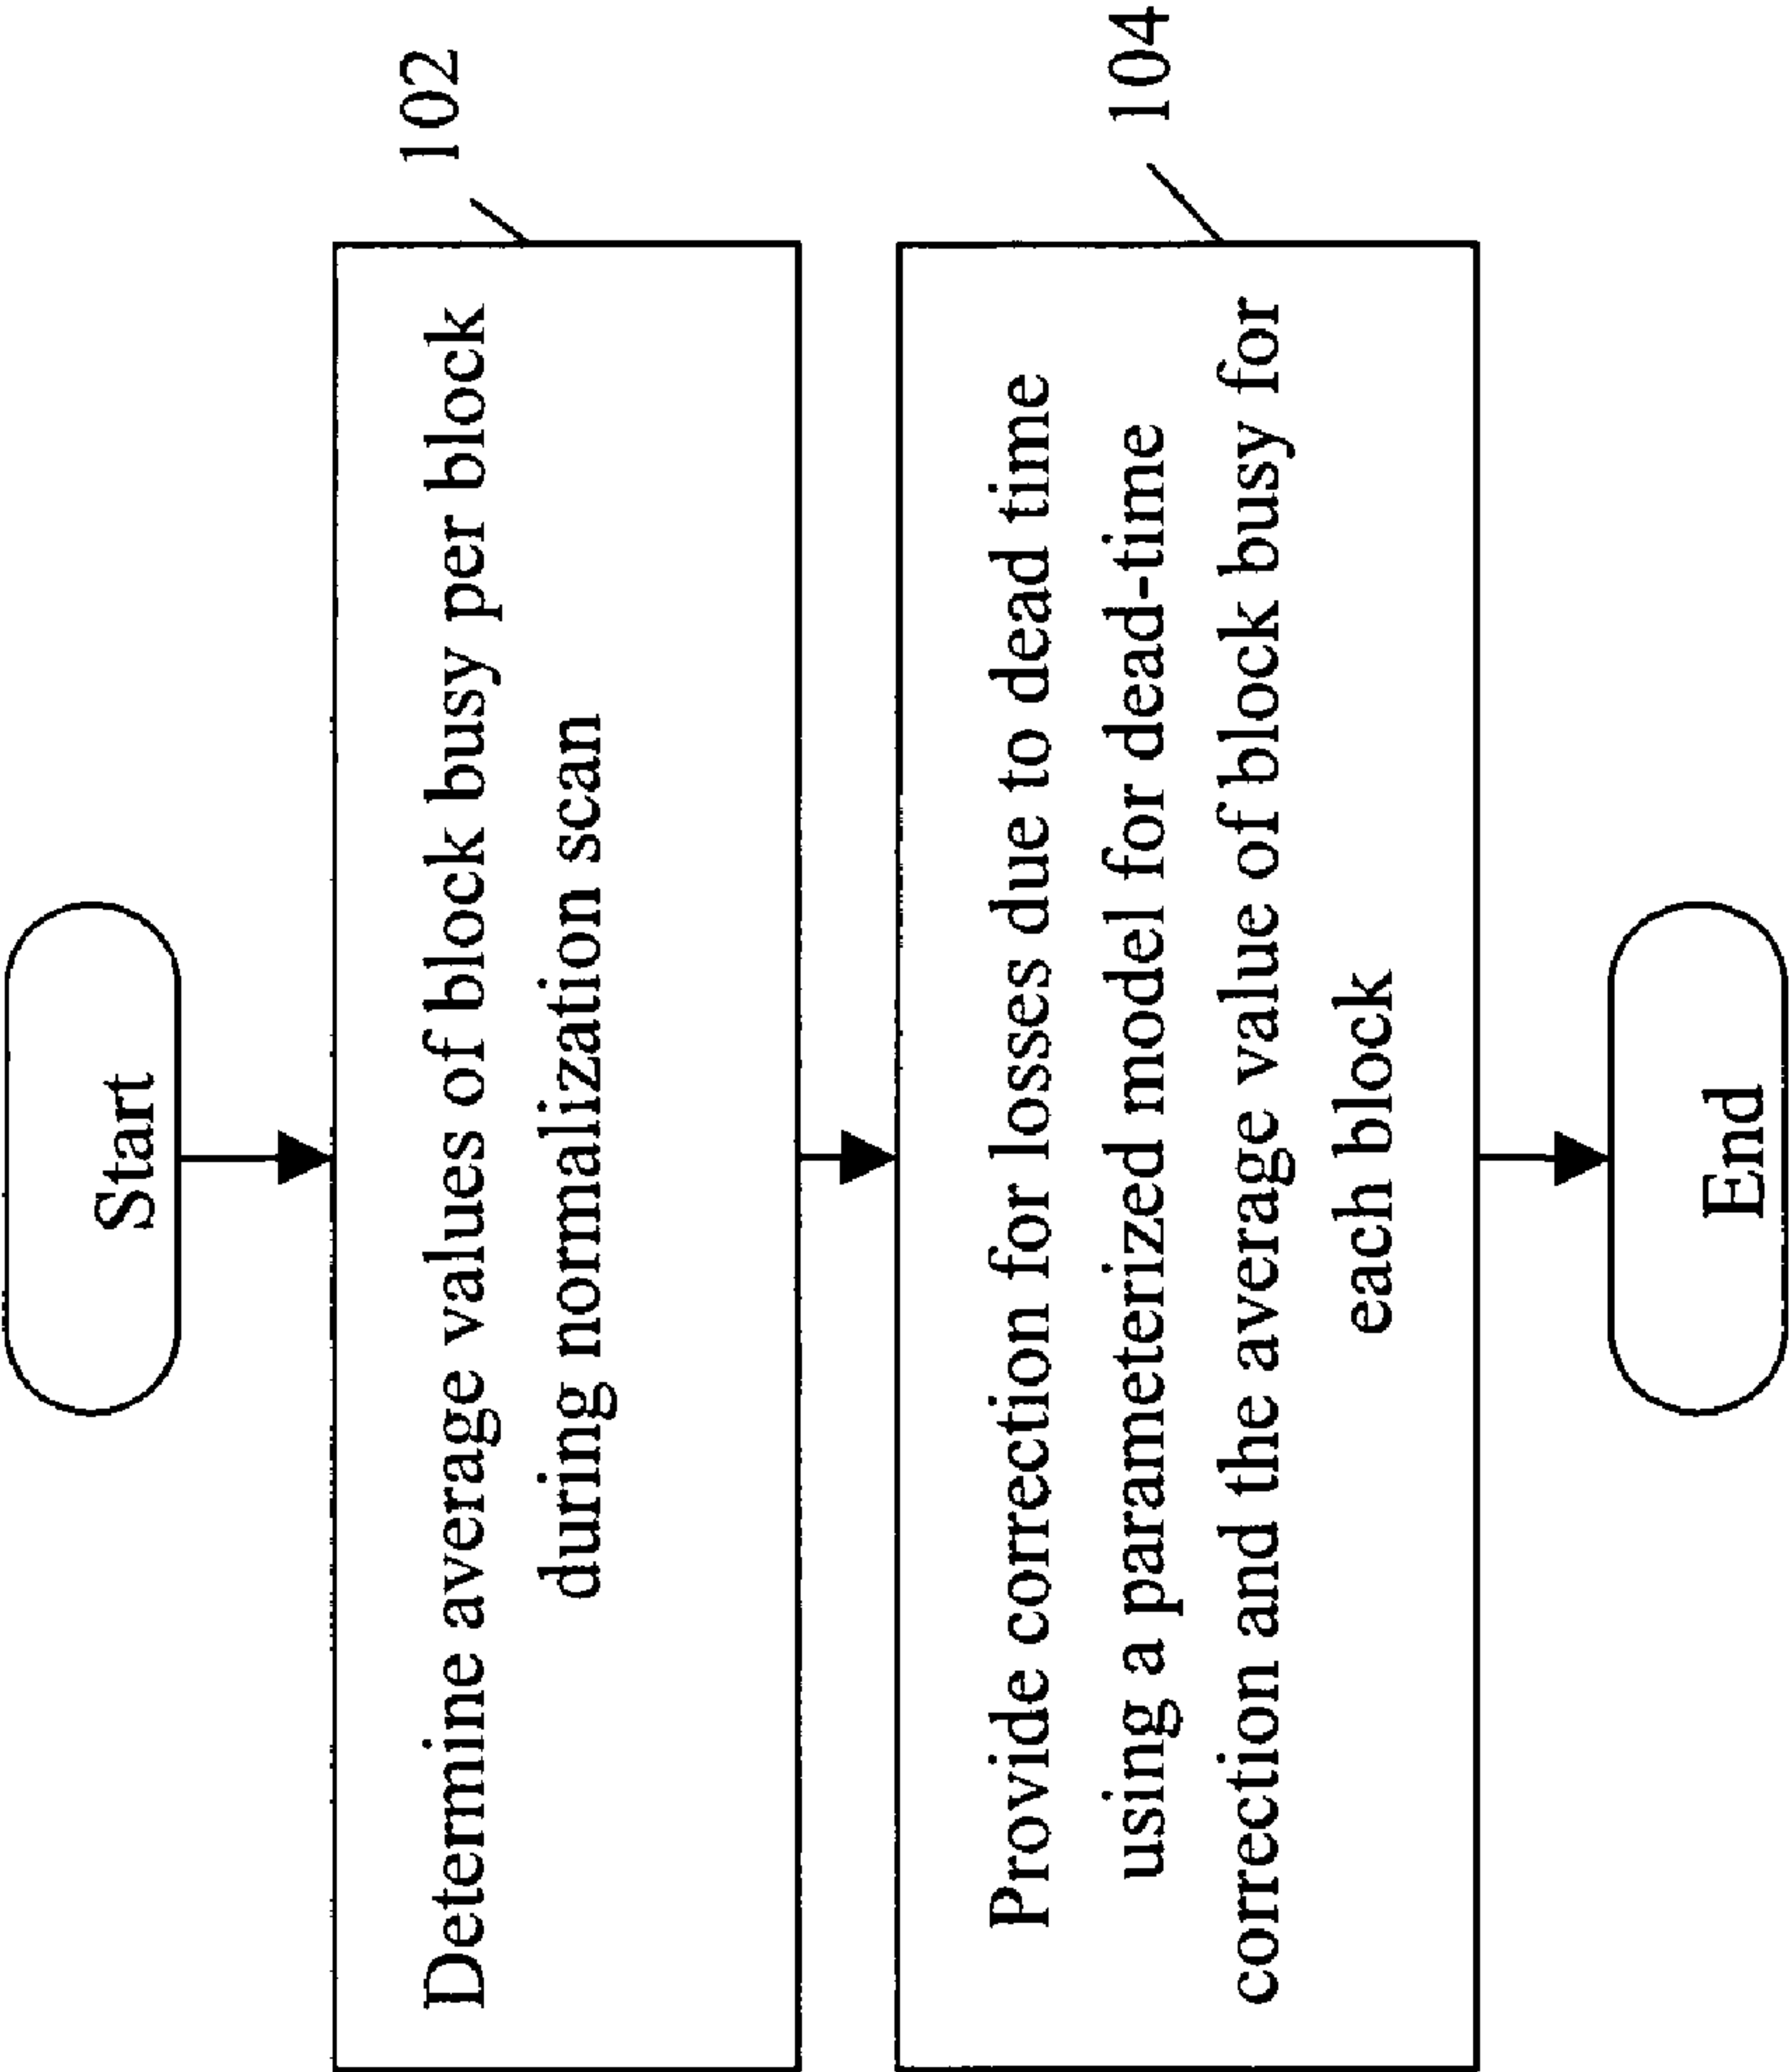 Start
Determine average values of block busy per block
during normalization scan
102
Provide correction for losses due to dead time
using a parameterized model for dead-time
correction and the average value of block busy for
each block
104
End